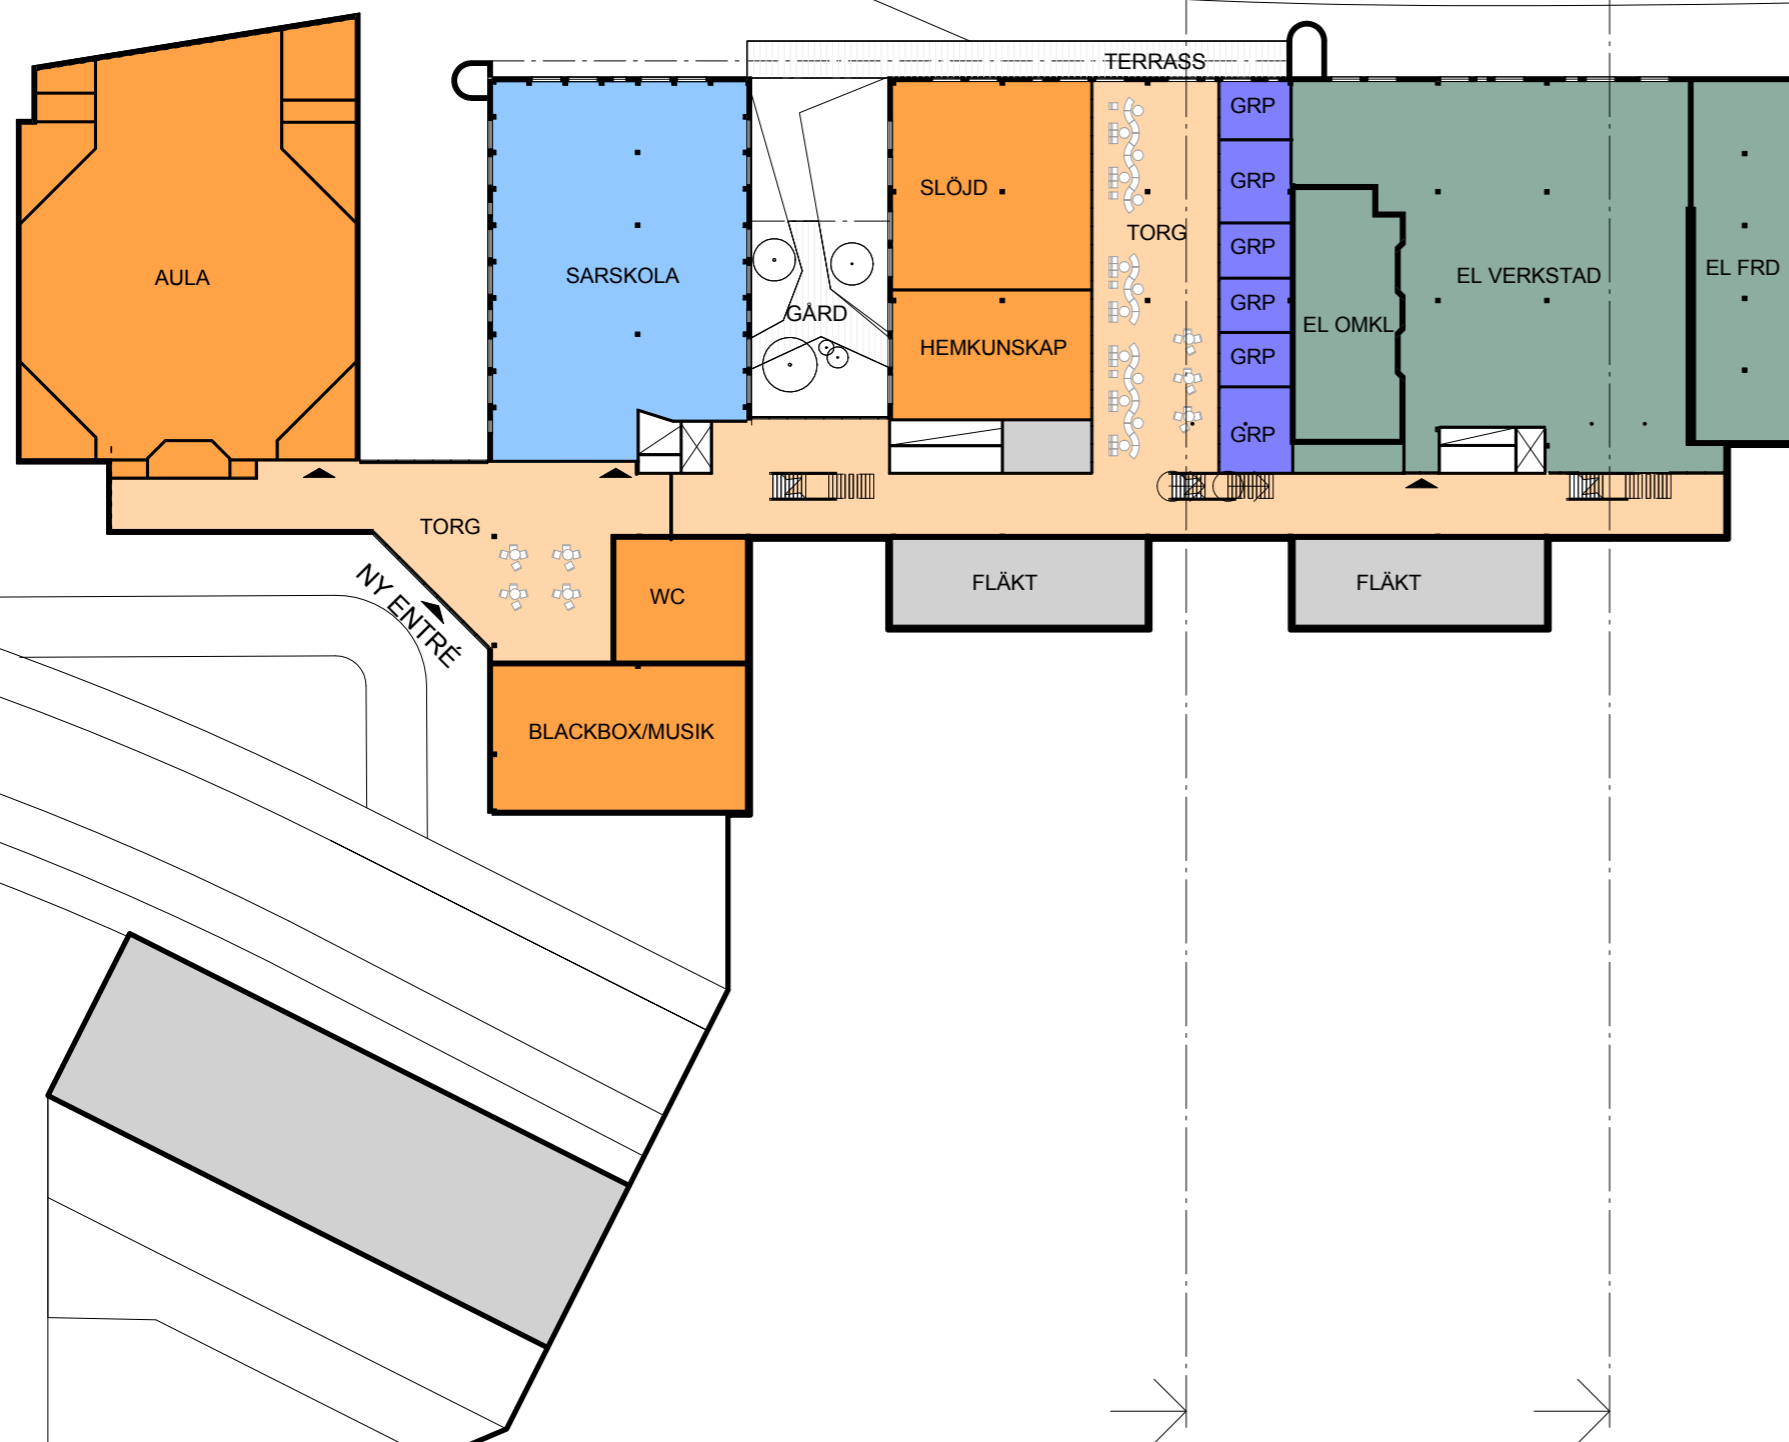 TERRASS
GRP
GRP
SLÖJD
TORG
GRP
EL FRD
AULA
SARSKOLA
EL VERKSTAD
GRP
GÅRD
EL OMKL
HEMKUNSKAP
GRP
GRP
TORG
NY ENTRÉ
WC
FLÄKT
FLÄKT
BLACKBOX/MUSIK